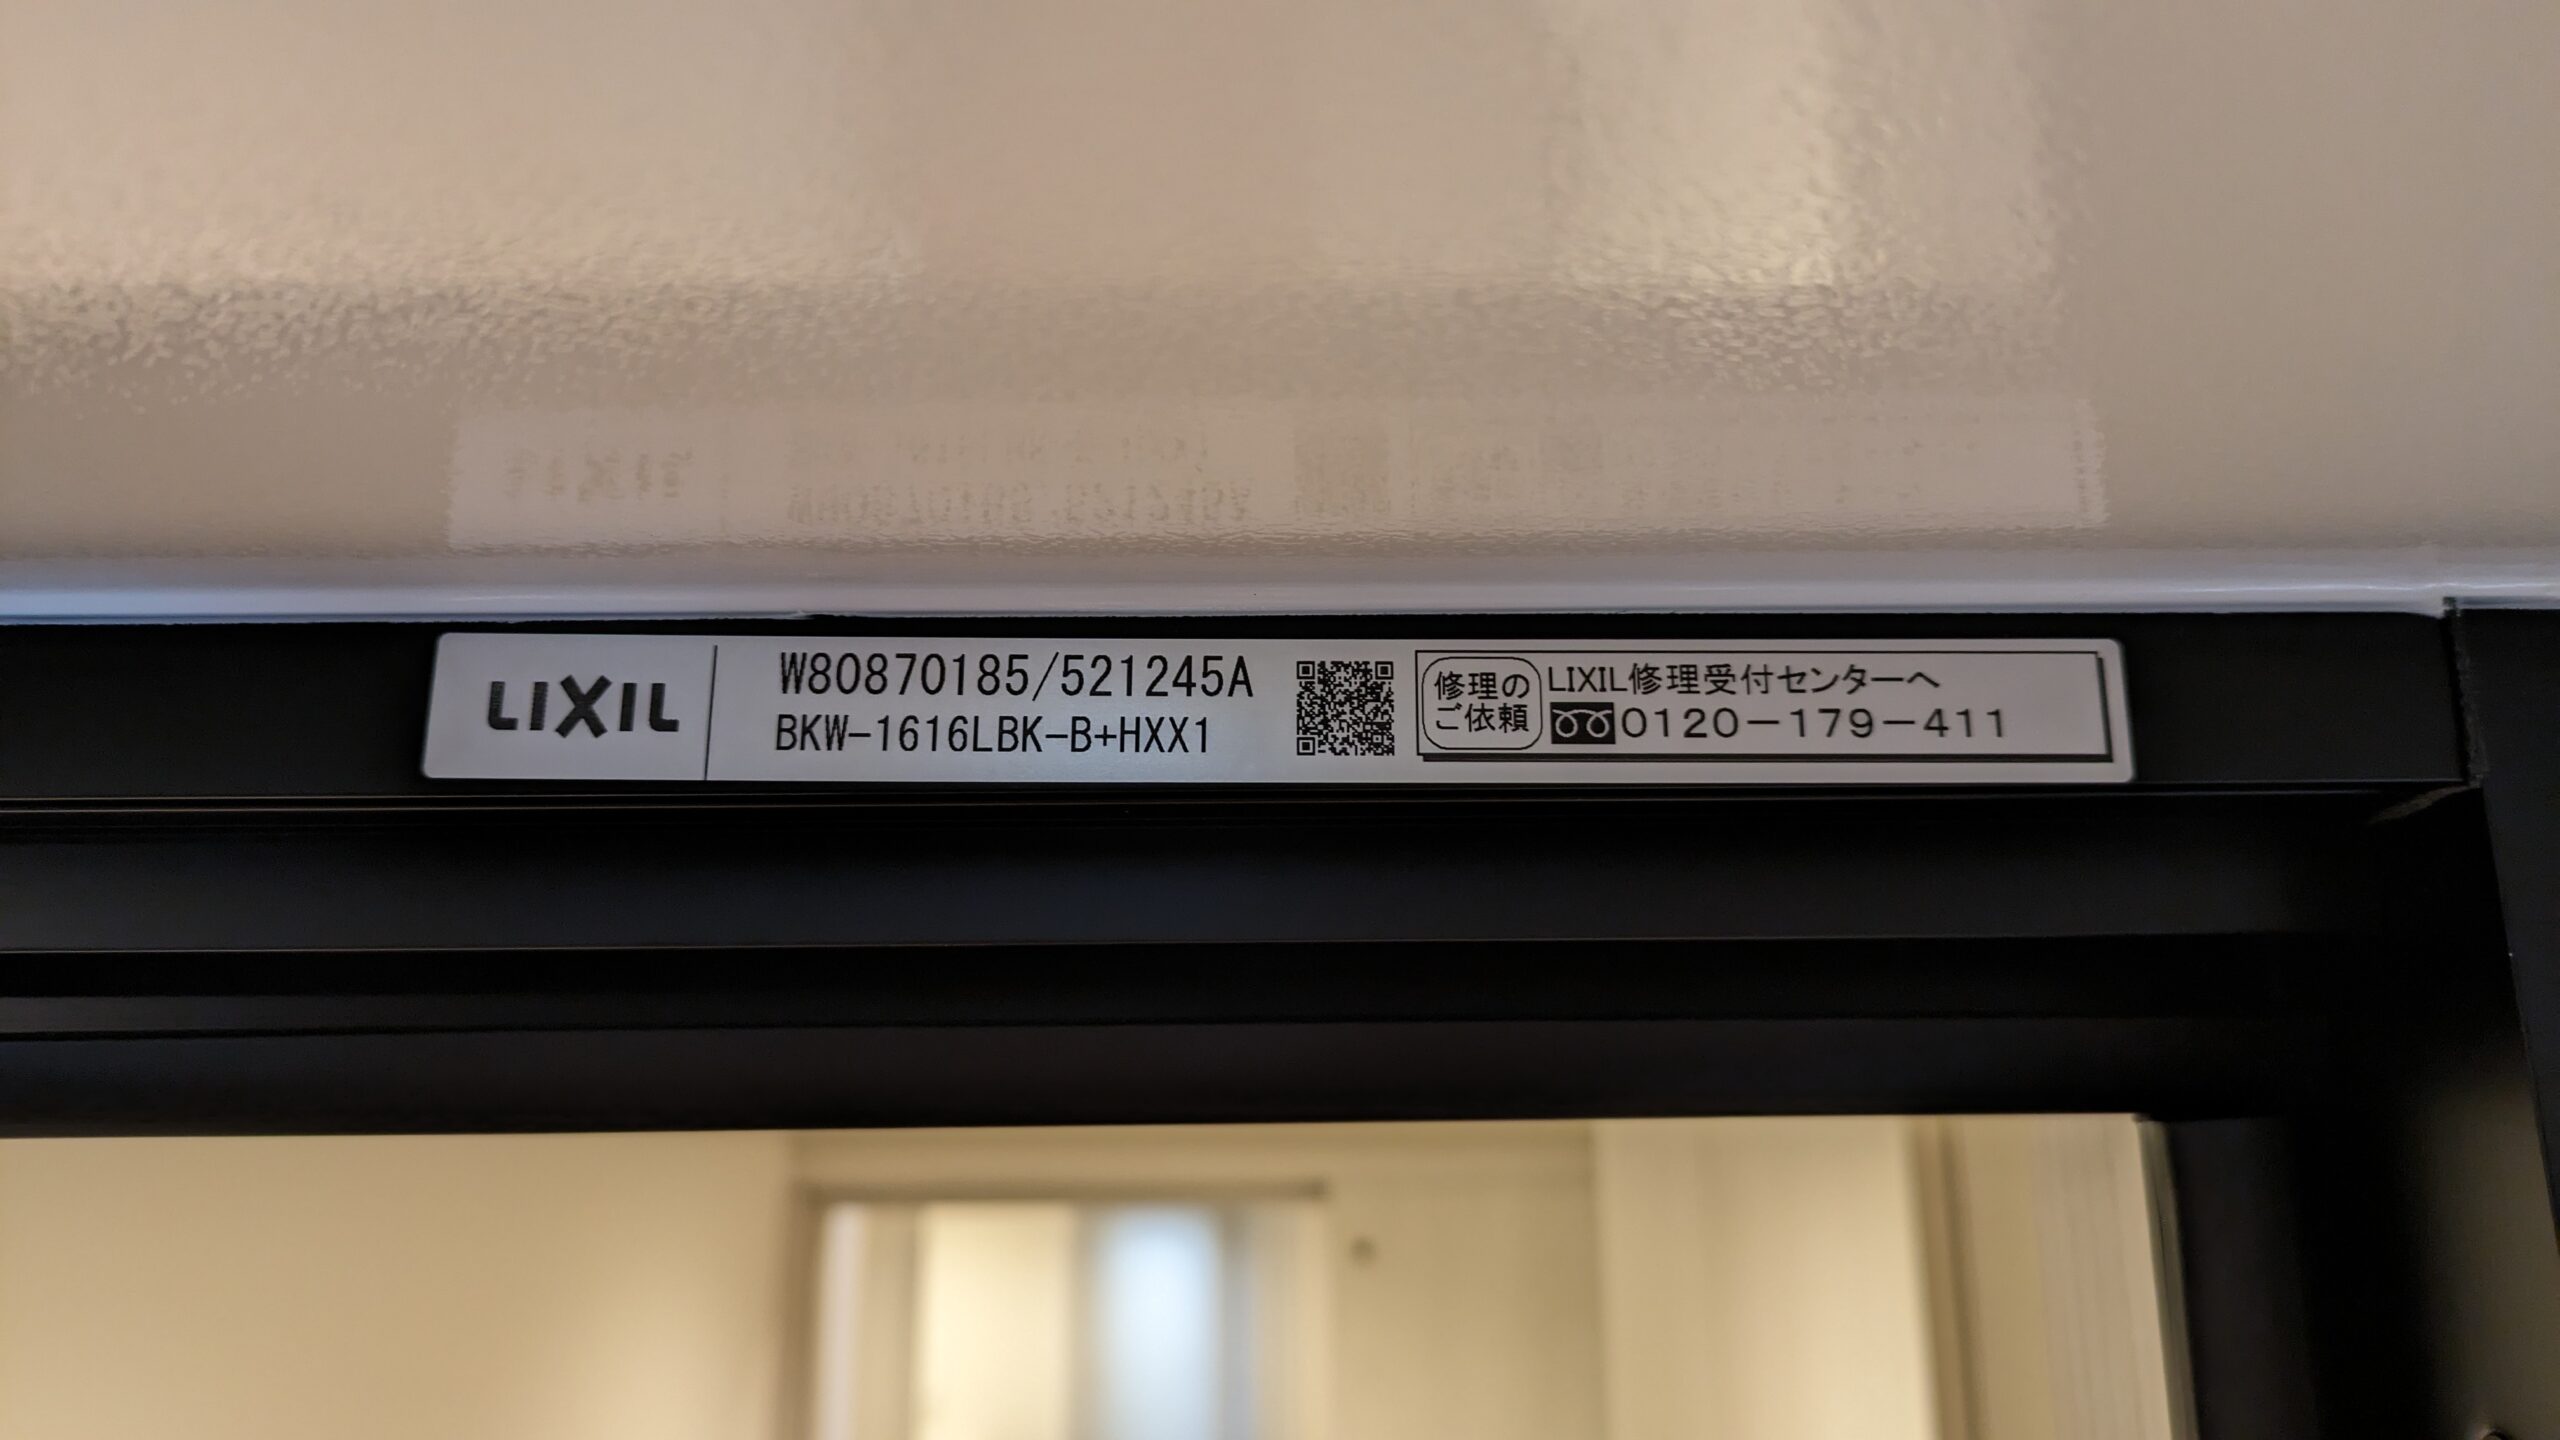 LIXIL
W80870185/521245A
BKW-1616LBK-B+HXX1
修理の
ご依頼
LIXIL修理受付センターへ
0120-179-411